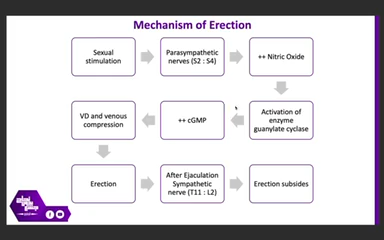 Mechanism of Erection
Sexual
stimulation
Parasympathetic
nerves (S2 : S4)
++ Nitric Oxide
Activation of
enzyme
guanylate cyclase
++ cGMP
VD and venous
compression
Erection
After Ejaculation
Sympathetic
nerve (T11 : L2)
Erection subsides